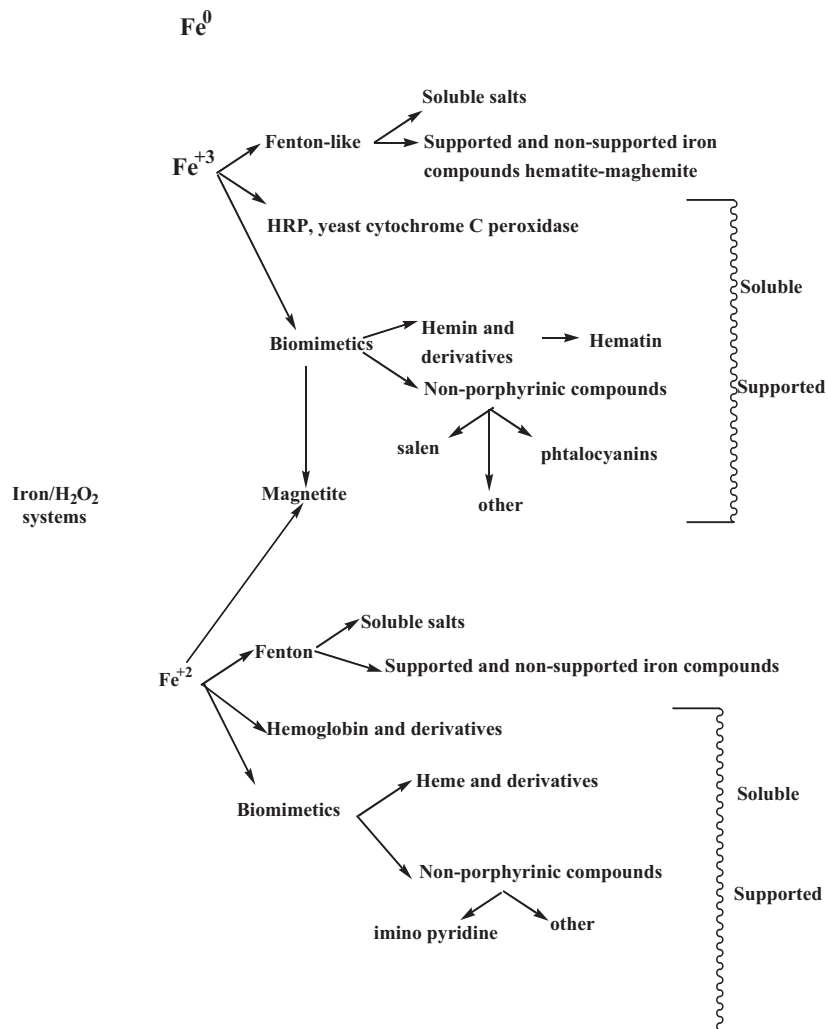 Fe⁰
Soluble salts
Fenton-like
Supported and non-supported iron
compounds hematite-maghemite
Fe⁺³
HRP, yeast cytochrome C peroxidase
Soluble
Biomimetics
Hemin and
derivatives
Hematin
Non-porphyrinic compounds
Supported
salen
phtalocyanins
other
Iron/H₂O₂
systems
Magnetite
Soluble salts
Fenton
Supported and non-supported iron compounds
Fe⁺²
Hemoglobin and derivatives
Heme and derivatives
Soluble
Biomimetics
Non-porphyrinic compounds
Supported
imino pyridine
other